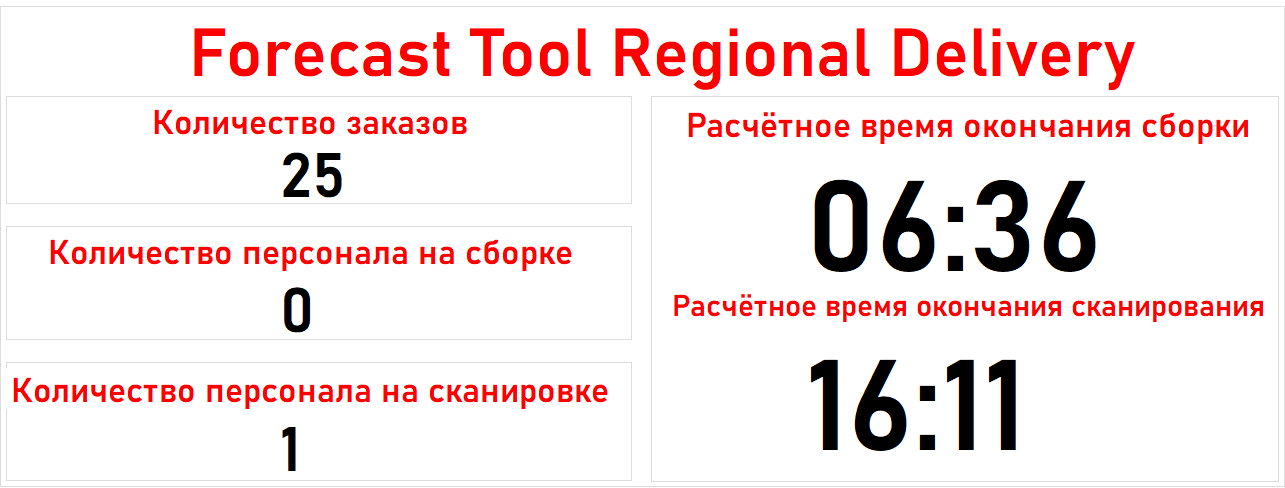 Forecast Tool Regional Delivery
Количество заказов
25
Количество персонала на сборке
0
Количество персонала на сканировке
1
Расчётное время окончания сборки
06:36
Расчётное время окончания сканирования
16:11